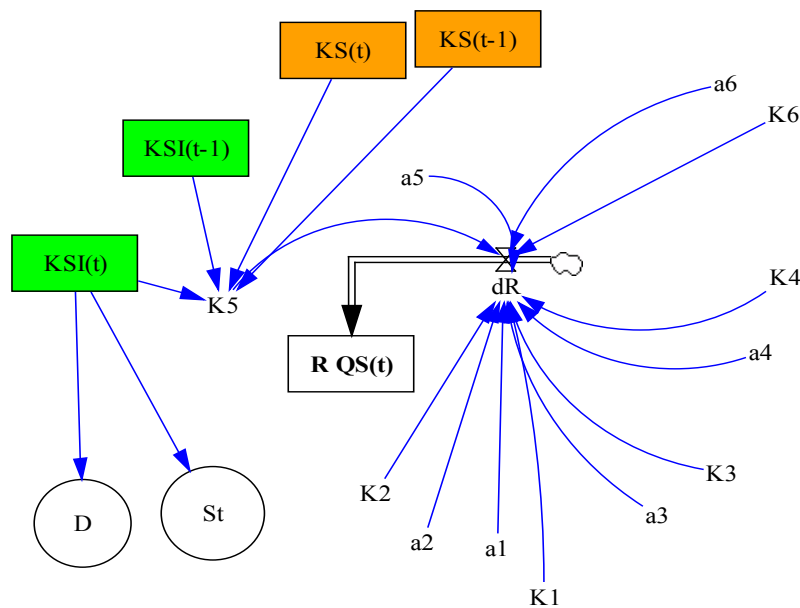 KS(t)
KS(t-1)
a6
K6
KSI(t-1)
a5
KSI(t)
K5
dR
K4
R QS(t)
a4
K3
K2
a3
D
St
a2
a1
K1